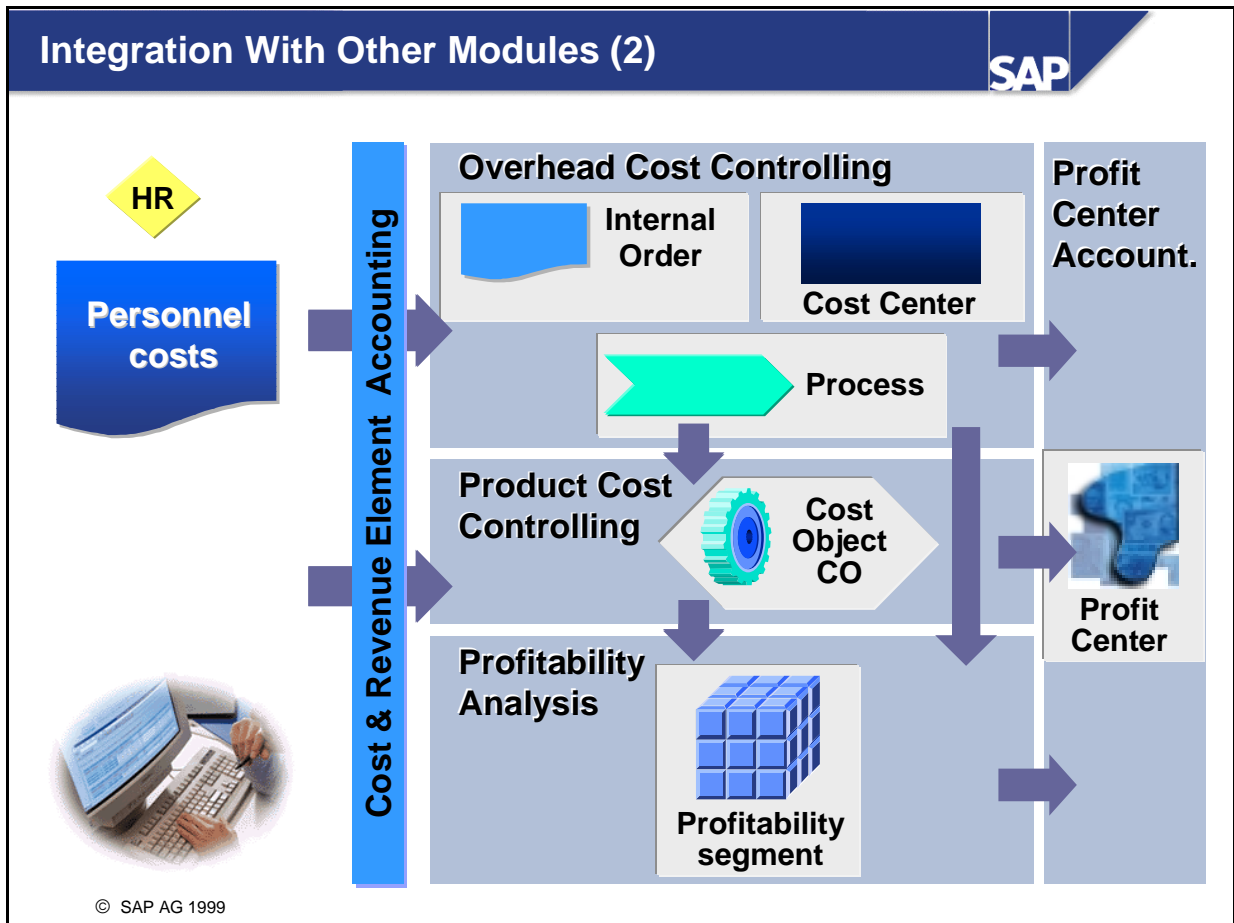 Integration With Other Modules (2)
SAP
HR
Personnel
costs
Cost & Revenue Element Accounting
Overhead Cost Controlling
Internal
Order
Cost Center
Process
Product Cost
Controlling
Cost
Object
CO
Profitability
Analysis
Profitability
segment
Profit
Center
Account.
Profit
Center
© SAP AG 1999